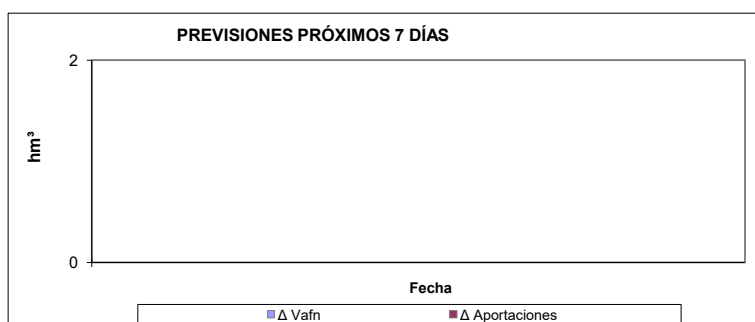 PREVISIONES PRÓXIMOS 7 DÍAS
2
hm³
0
Fecha
Δ Vafn
Δ Aportaciones